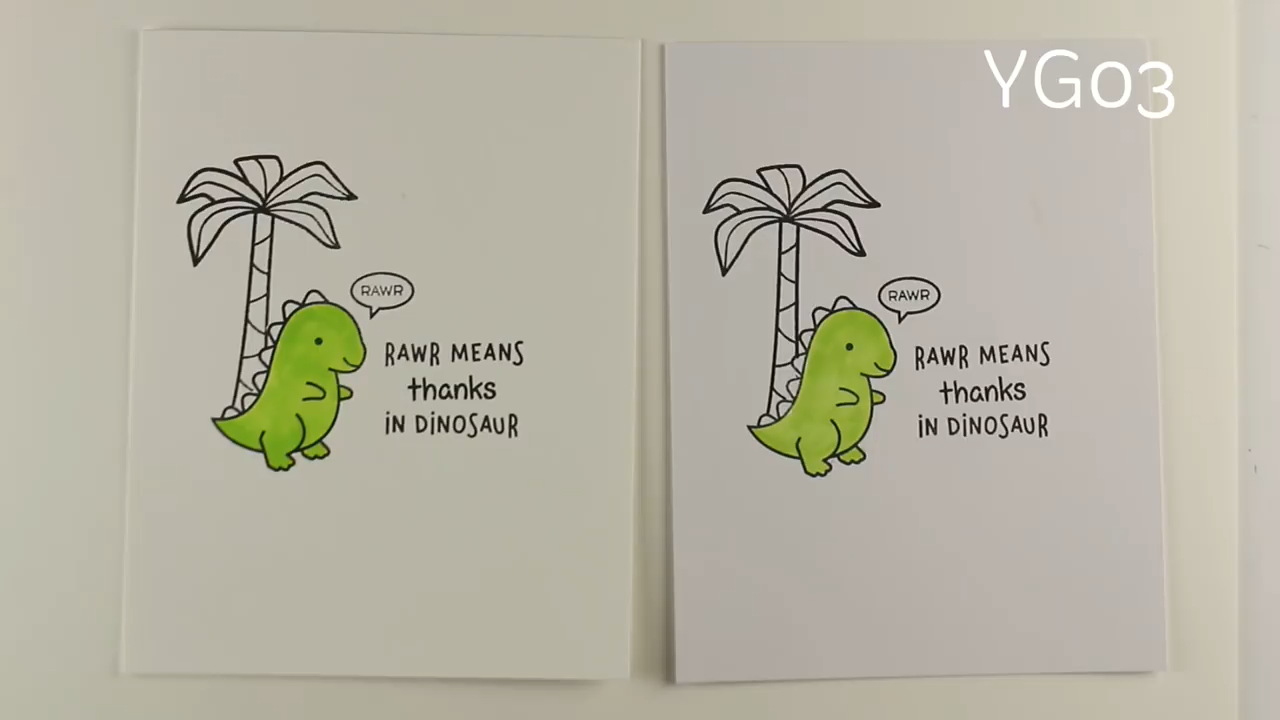 YG03
RAWR
RAWR MEANS
thanks
iN DiNOSAUR
RAWR
RAWR MEANS
thanks
iN DiNOSAUR